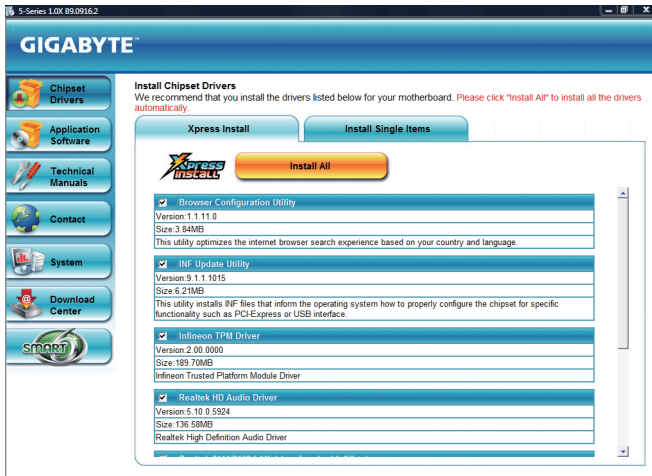 5-Series 1.0X B9.0916.2
GIGABYTE™
Chipset
Drivers
Application
Software
Technical
Manuals
Contact
System
Download
Center
SMART 6
Install Chipset Drivers
We recommend that you install the drivers listed below for your motherboard. Please click "Install All" to install all the drivers
automatically.
Xpress Install
Install Single Items
Xpress
INSTALL
Install All
Browser Configuration Utility
Version:1.1.11.0
Size:3.84MB
This utility optimizes the internet browser search experience based on your country and language.
INF Update Utility
Version:9.1.1.1015
Size:6.21MB
This utility installs INF files that inform the operating system how to properly configure the chipset for specific
functionality such as PCI-Express or USB interface.
Infineon TPM Driver
Version:2.00.0000
Size:189.70MB
Infineon Trusted Platform Module Driver
Realtek HD Audio Driver
Version:5.10.0.5924
Size:136.58MB
Realtek High Definition Audio Driver